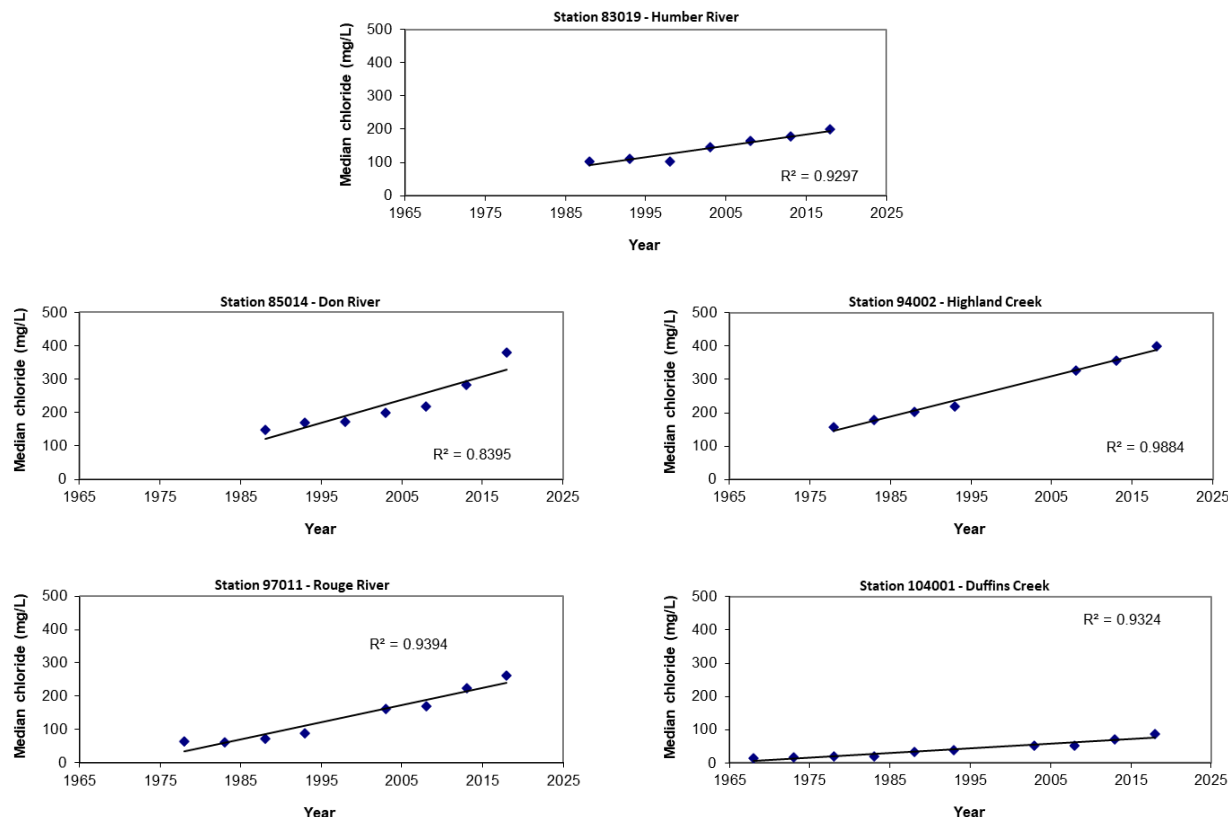 Station 83019 - Humber River
Median chloride (mg/L)
500
400
300
200
100
0
R² = 0.9297
1965 1975 1985 1995 2005 2015 2025
Year
Station 85014 - Don River
Median chloride (mg/L)
500
400
300
200
100
0
R² = 0.8395
1965 1975 1985 1995 2005 2015 2025
Year
Station 94002 - Highland Creek
Median chloride (mg/L)
500
400
300
200
100
0
R² = 0.9884
1965 1975 1985 1995 2005 2015 2025
Year
Station 97011 - Rouge River
Median chloride (mg/L)
500
400
300
200
100
0
R² = 0.9394
1965 1975 1985 1995 2005 2015 2025
Year
Station 104001 - Duffins Creek
Median chloride (mg/L)
500
400
300
200
100
0
R² = 0.9324
1965 1975 1985 1995 2005 2015 2025
Year